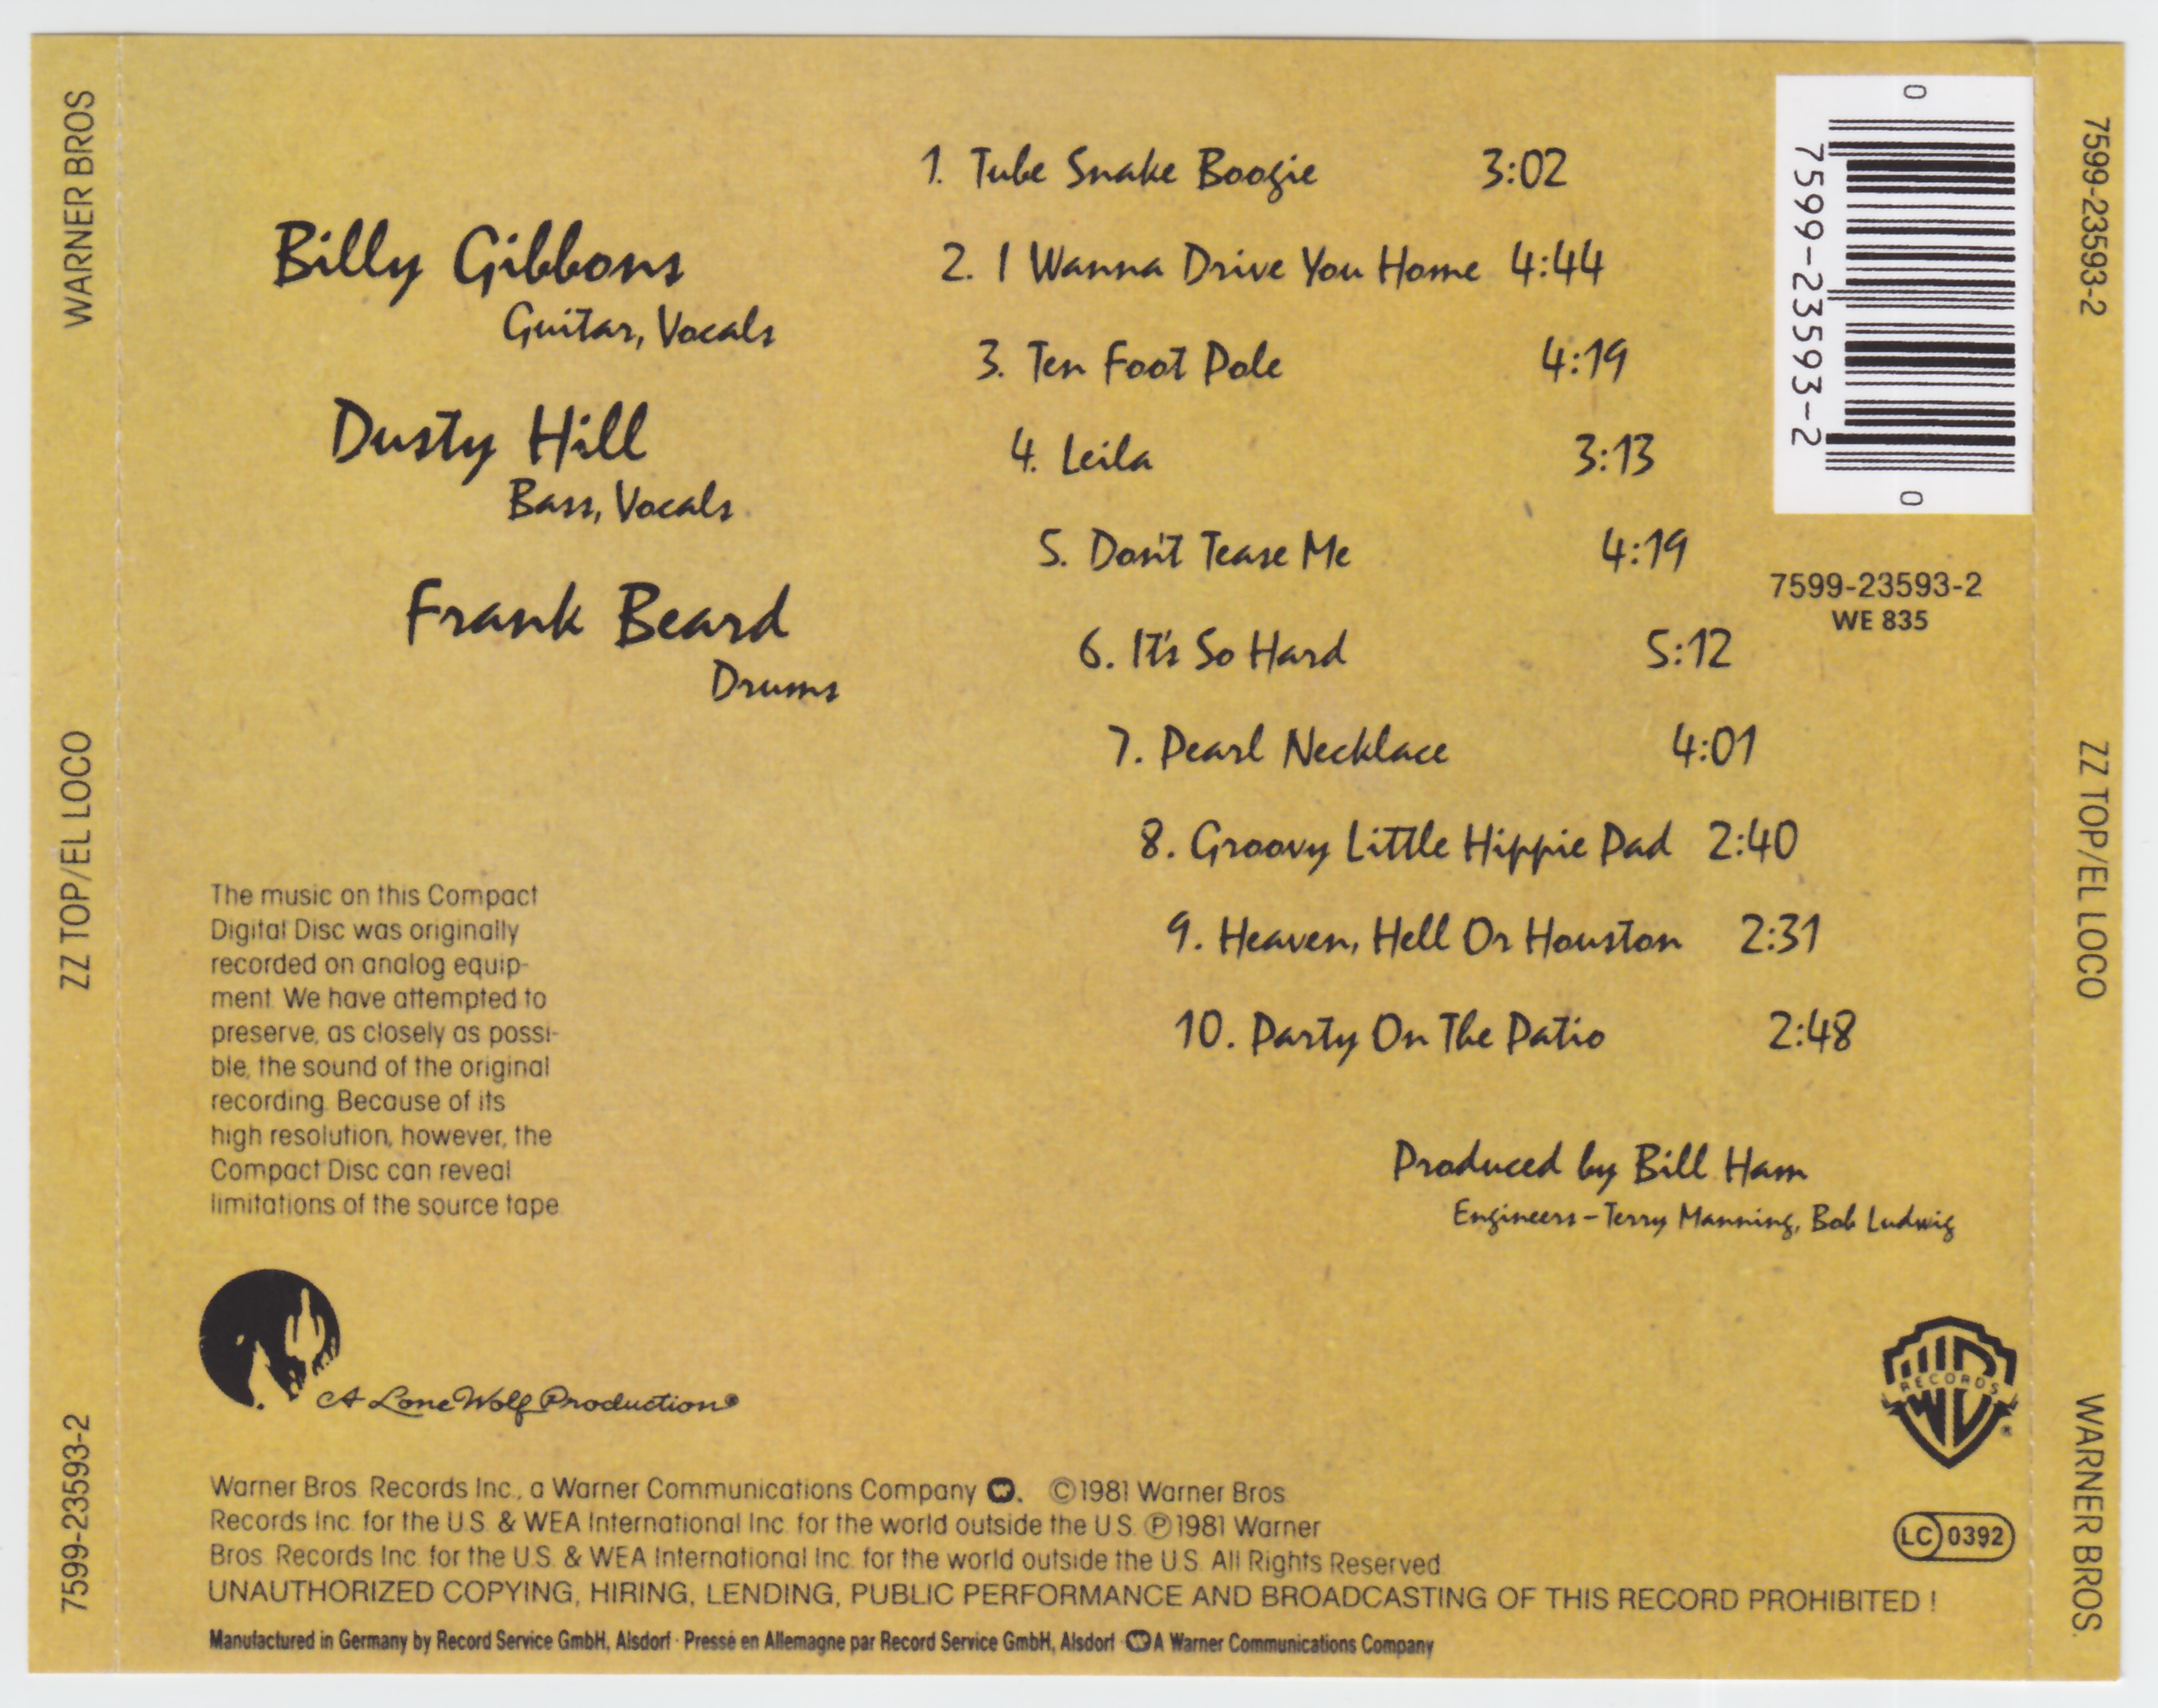 WARNER BROS
ZZ TOP/EL LOCO
7599-23593-2
Billy Gibbons
Guitar, Vocals
Dusty Hill
Bass, Vocals
Frank Beard
Drums
1. Tube Snake Boogie 3:02
2. I Wanna Drive You Home 4:44
3. Ten Foot Pole 4:19
4. Leila 3:13
5. Don't Tease Me 4:19
6. It's So Hard 5:12
7. Pearl Necklace 4:01
8. Groovy Little Hippie Pad 2:40
9. Heaven, Hell Or Houston 2:31
10. Party On The Patio 2:48
Produced by Bill Ham
Engineers - Terry Manning, Bob Ludwig
0
7599-23593-2
0
7599-23593-2
WE 835
The music on this Compact
Digital Disc was originally
recorded on analog equip-
ment. We have attempted to
preserve, as closely as possi-
ble, the sound of the original
recording. Because of its
high resolution, however, the
Compact Disc can reveal
limitations of the source tape
A Lone Wolf Production®
WB
RECORDS
®
LC 0392
Warner Bros. Records Inc., a Warner Communications Company W. ©1981 Warner Bros.
Records Inc. for the U.S. & WEA International Inc. for the world outside the U.S. ℗1981 Warner
Bros. Records Inc. for the U.S. & WEA International Inc. for the world outside the U.S. All Rights Reserved.
UNAUTHORIZED COPYING, HIRING, LENDING, PUBLIC PERFORMANCE AND BROADCASTING OF THIS RECORD PROHIBITED !
Manufactured in Germany by Record Service GmbH, Alsdorf · Pressé en Allemagne par Record Service GmbH, Alsdorf · W A Warner Communications Company
7599-23593-2
ZZ TOP/EL LOCO
WARNER BROS.